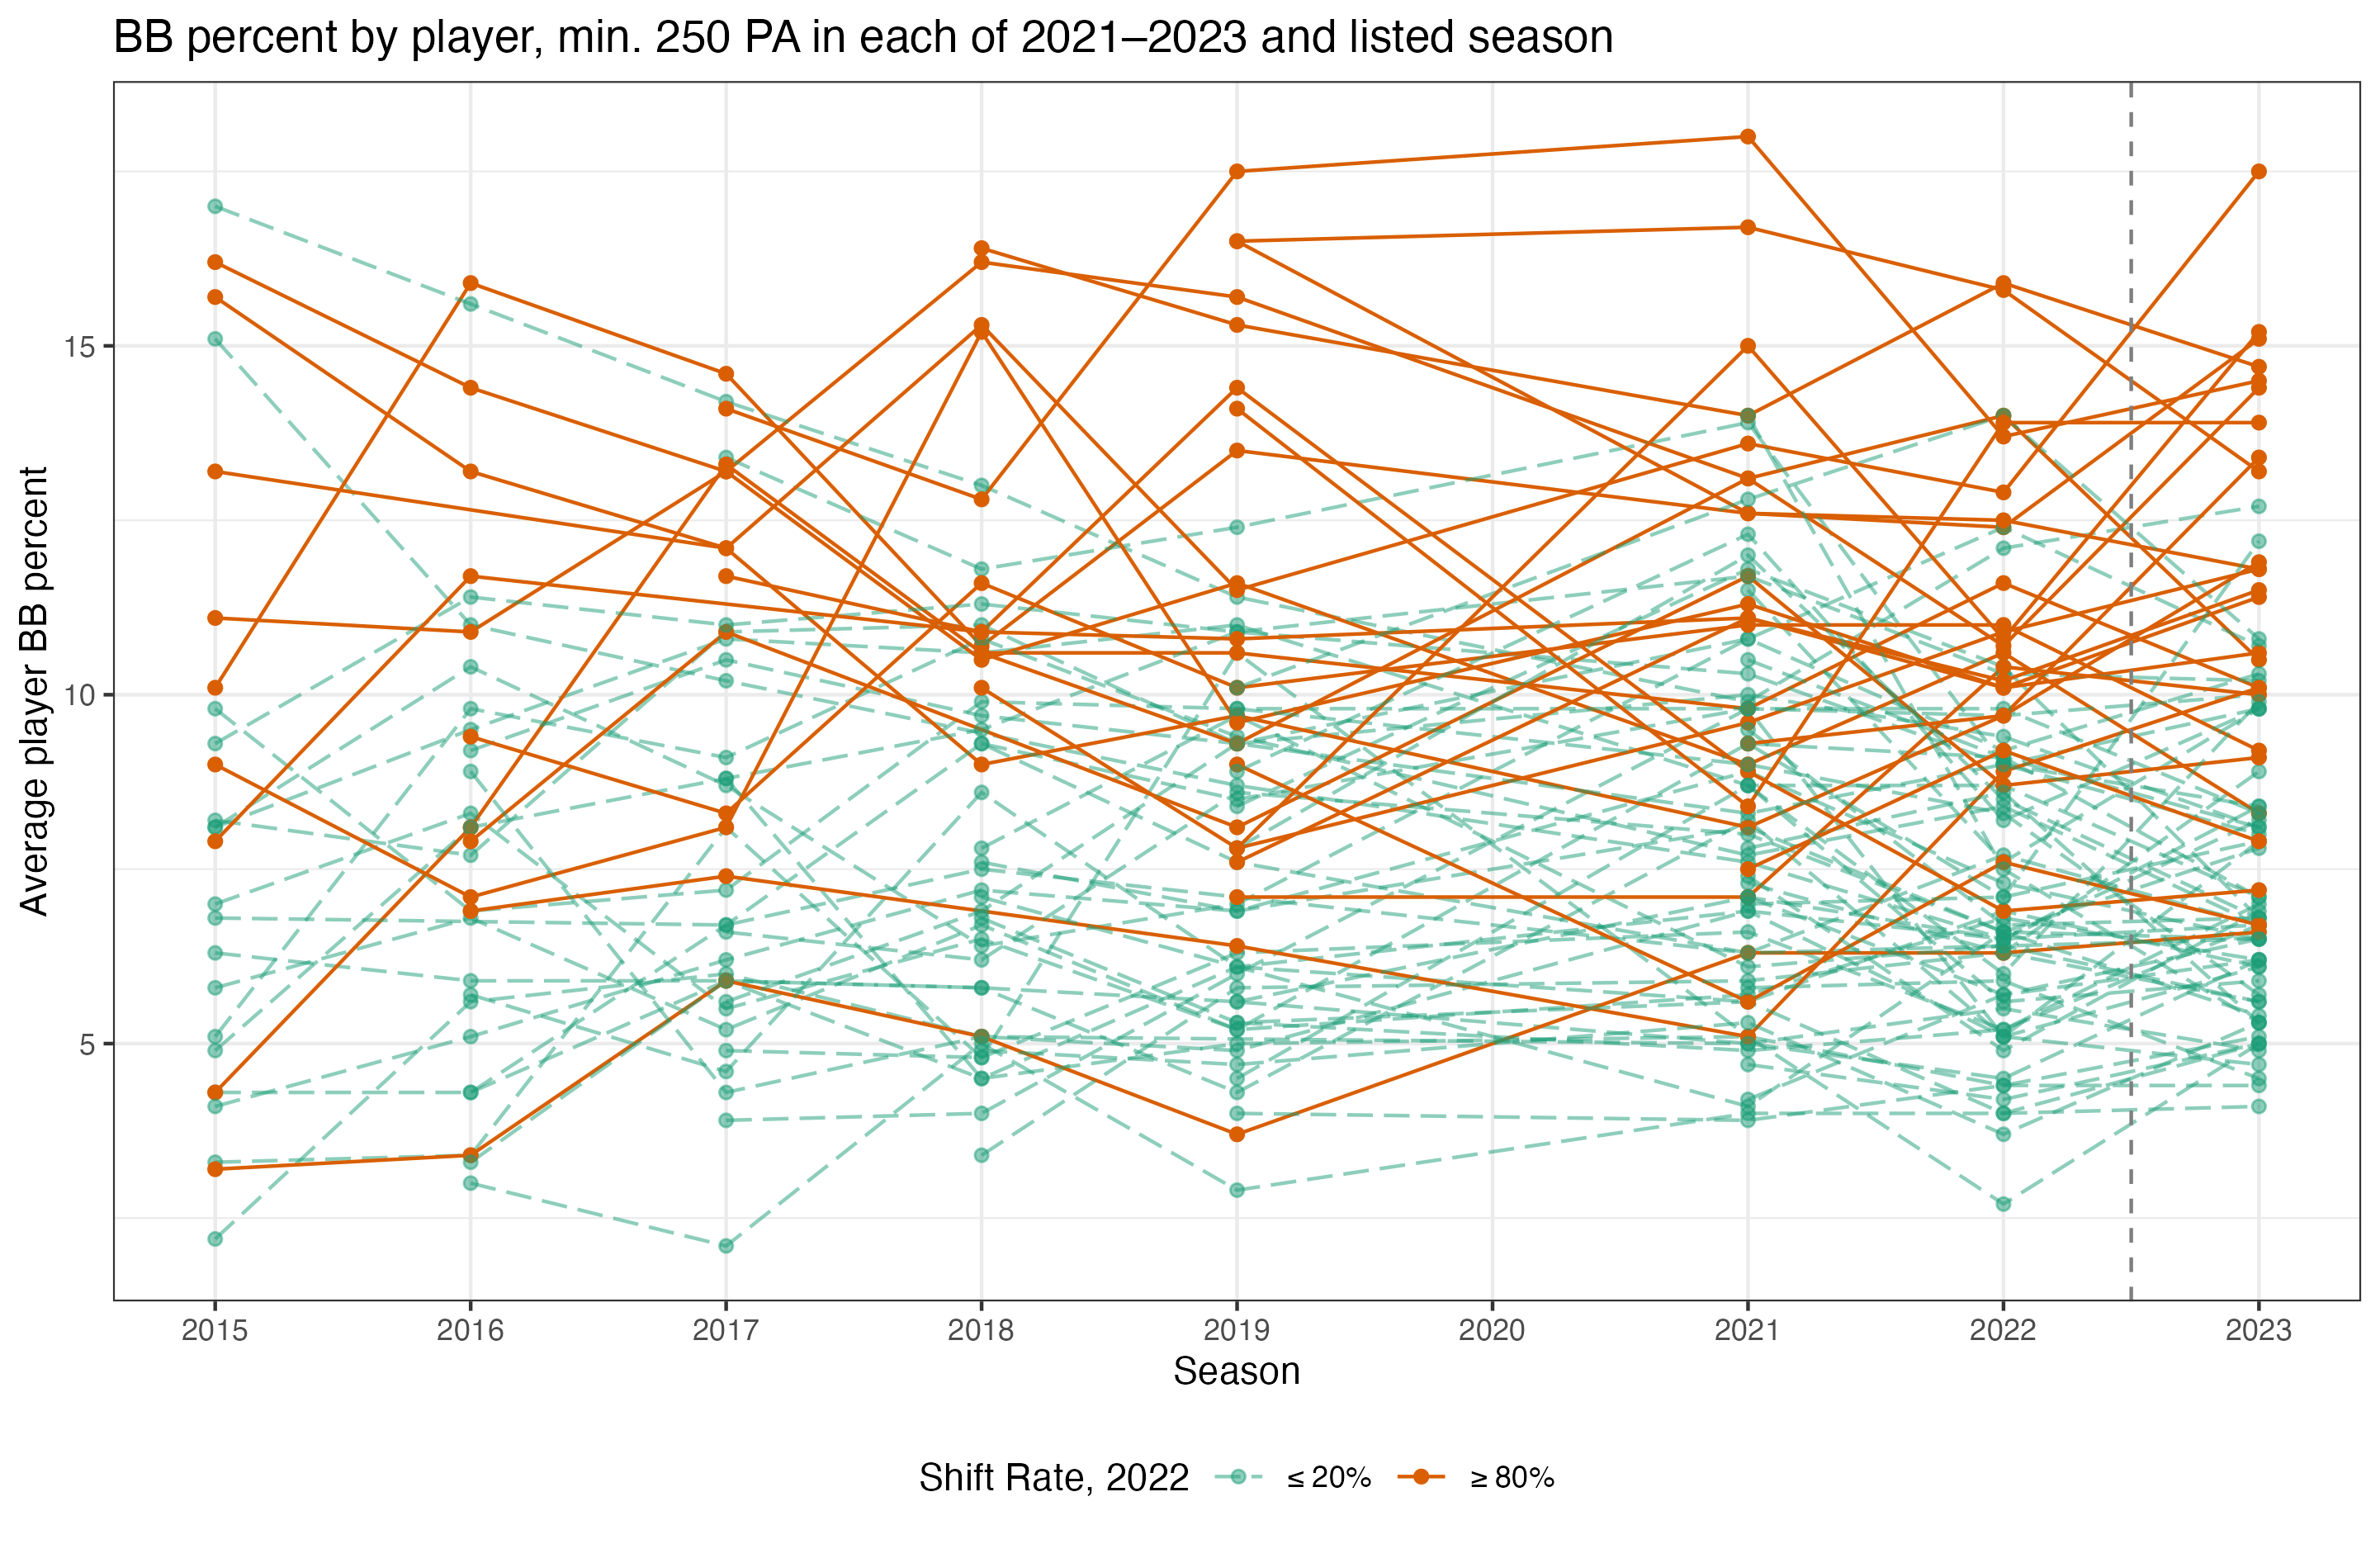 BB percent by player, min. 250 PA in each of 2021–2023 and listed season
Average player BB percent
15
10
5
2015 2016 2017 2018 2019 2020 2021 2022 2023
Season
Shift Rate, 2022 ≤ 20% ≥ 80%